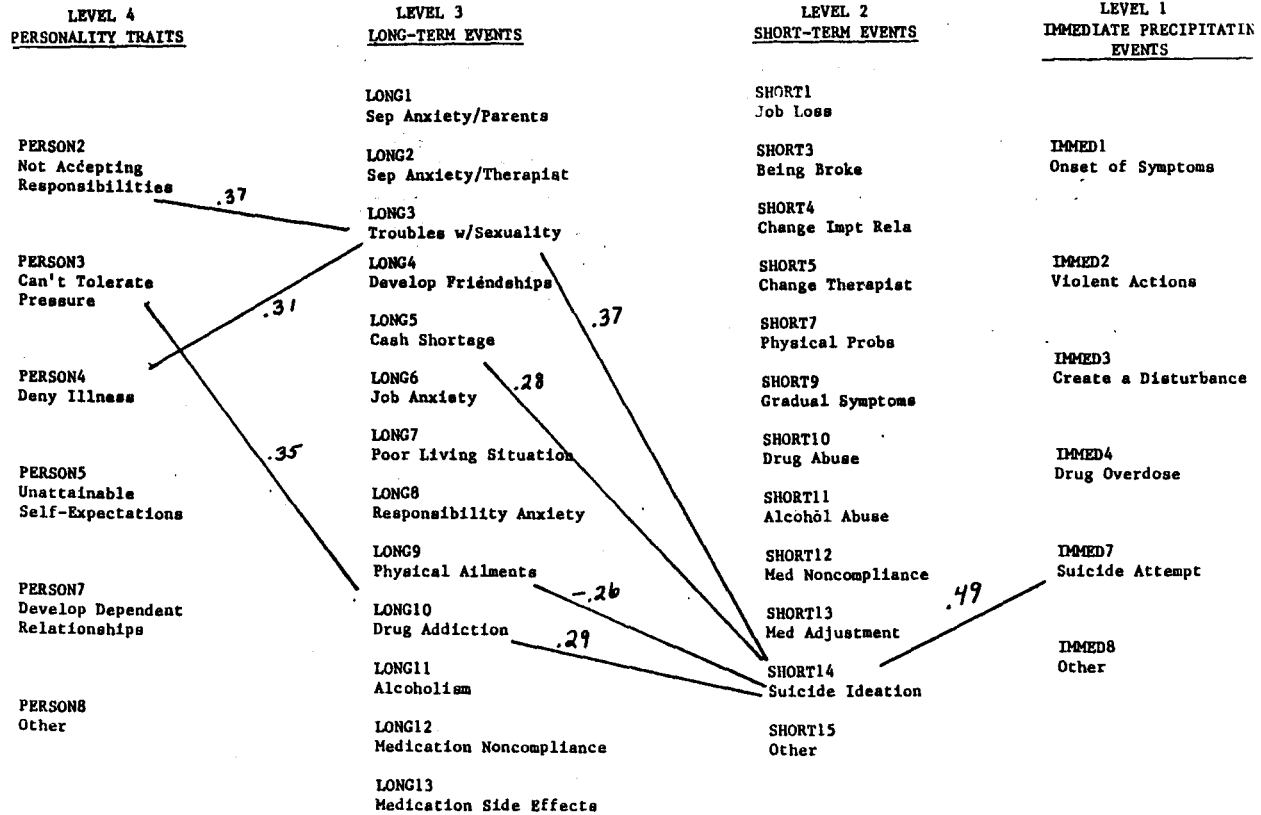 LEVEL 4
PERSONALITY TRAITS
PERSON2
Not Accepting
Responsibilities
PERSON3
Can't Tolerate
Pressure
PERSON4
Deny Illness
PERSON5
Unattainable
Self-Expectations
PERSON7
Develop Dependent
Relationships
PERSON8
Other
.37
.31
.35
LEVEL 3
LONG-TERM EVENTS
LONG1
Sep Anxiety/Parents
LONG2
Sep Anxiety/Therapist
LONG3
Troubles w/Sexuality
LONG4
Develop Friendships
LONG5
Cash Shortage
LONG6
Job Anxiety
LONG7
Poor Living Situation
LONG8
Responsibility Anxiety
LONG9
Physical Ailments
LONG10
Drug Addiction
LONG11
Alcoholism
LONG12
Medication Noncompliance
LONG13
Medication Side Effects
.37
.28
-.26
.29
LEVEL 2
SHORT-TERM EVENTS
SHORT1
Job Loss
SHORT3
Being Broke
SHORT4
Change Impt Rela
SHORT5
Change Therapist
SHORT7
Physical Probs
SHORT9
Gradual Symptoms
SHORT10
Drug Abuse
SHORT11
Alcohol Abuse
SHORT12
Med Noncompliance
SHORT13
Med Adjustment
SHORT14
Suicide Ideation
SHORT15
Other
.49
LEVEL 1
IMMEDIATE PRECIPITATIN
EVENTS
IMMED1
Onset of Symptoms
IMMED2
Violent Actions
IMMED3
Create a Disturbance
IMMED4
Drug Overdose
IMMED7
Suicide Attempt
IMMED8
Other